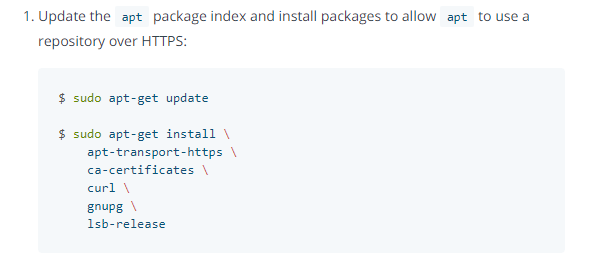 1. Update the apt package index and install packages to allow apt to use a
repository over HTTPS:
$ sudo apt-get update
$ sudo apt-get install \
apt-transport-https \
ca-certificates \
curl \
gnupg \
lsb-release